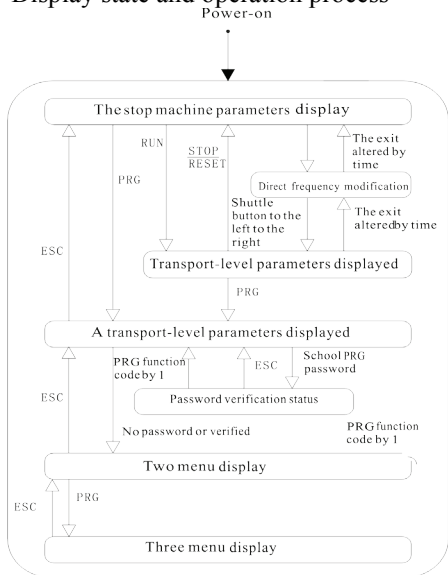 Display state and operation process
Power-on
The stop machine parameters display
RUN
STOP
RESET
The exit
altered by
time
PRG
Direct frequency modification
Shuttle
button to the
left to the
right
The exit
alteredby time
ESC
Transport-level parameters displayed
PRG
A transport-level parameters displayed
PRG function
code by 1
ESC
School PRG
password
ESC
Password verification status
No password or verified
PRG function
code by 1
Two menu display
ESC
PRG
Three menu display